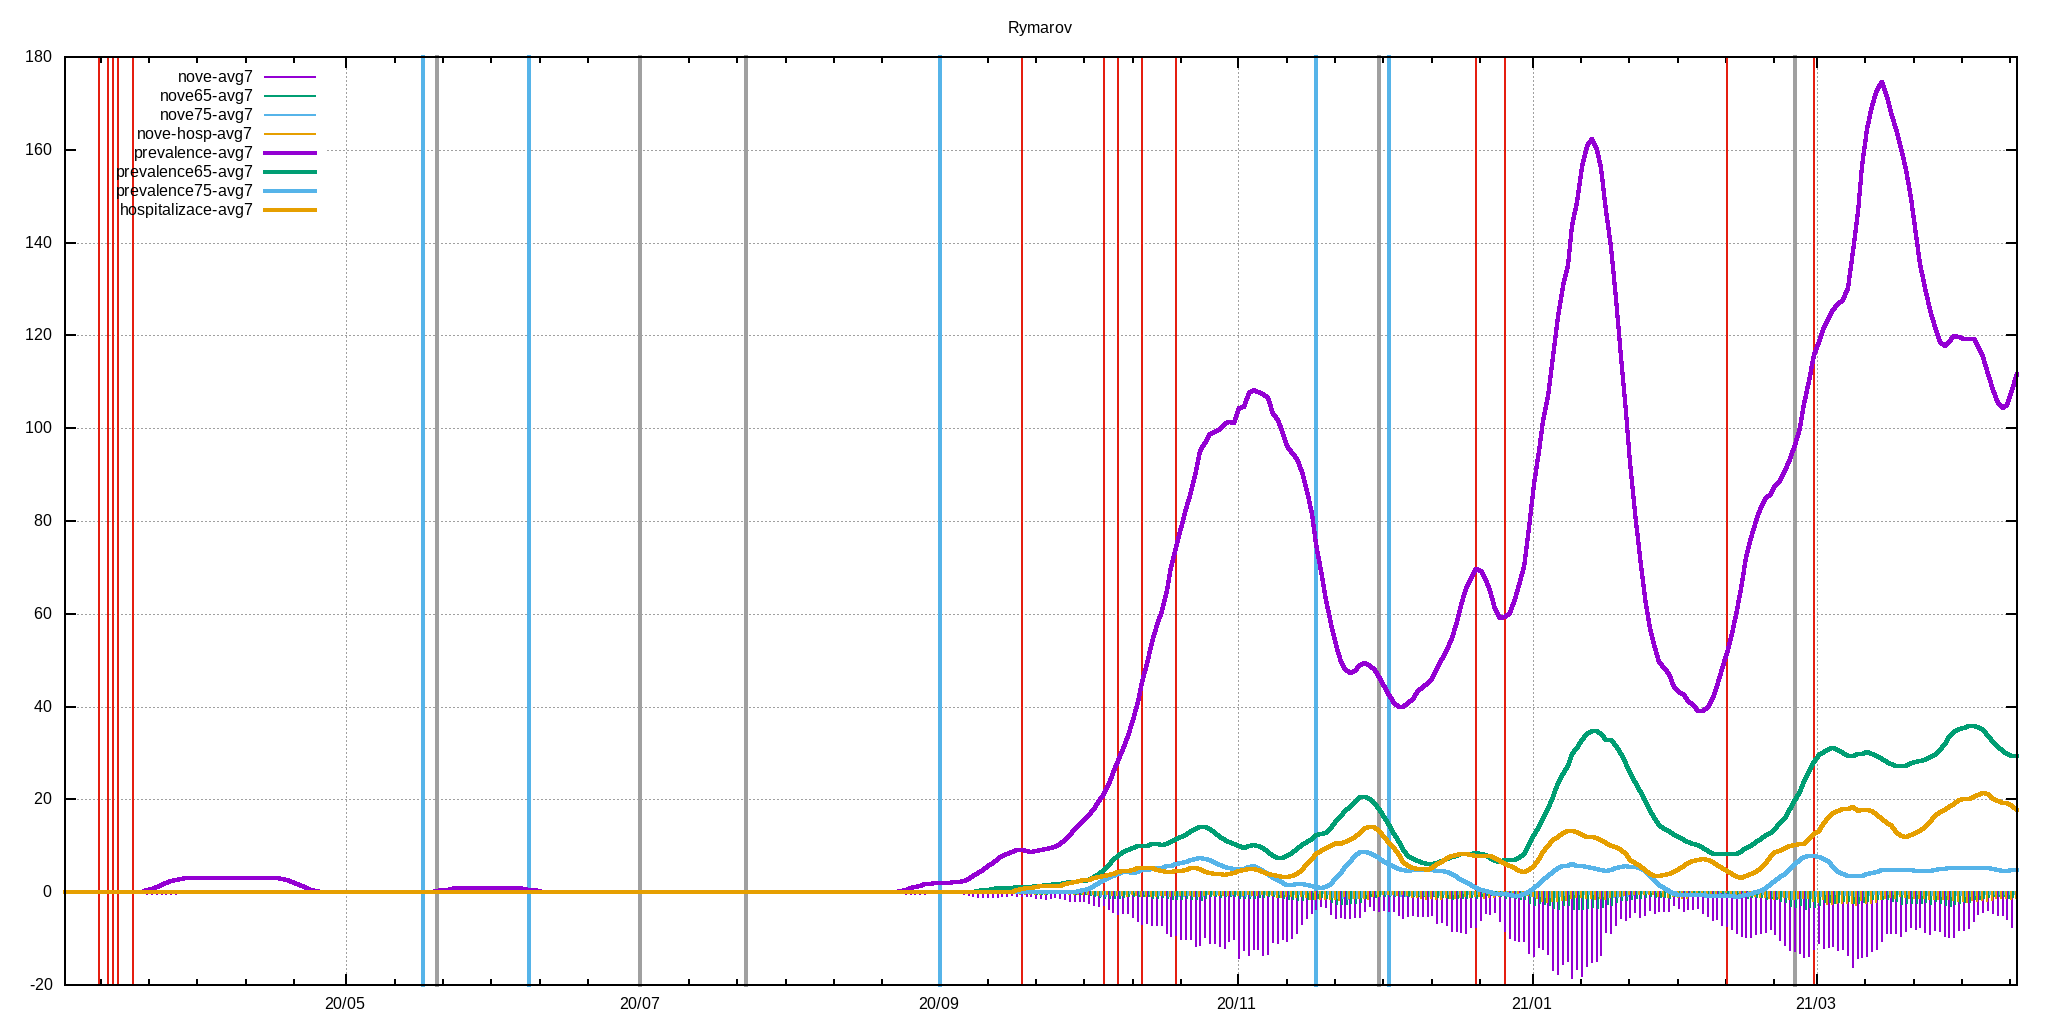 Rymarov
180
160
140
120
100
80
60
40
20
0
-20
nove-avg7
nove65-avg7
nove75-avg7
nove-hosp-avg7
prevalence-avg7
prevalence65-avg7
prevalence75-avg7
hospitalizace-avg7
20/05
20/07
20/09
20/11
21/01
21/03